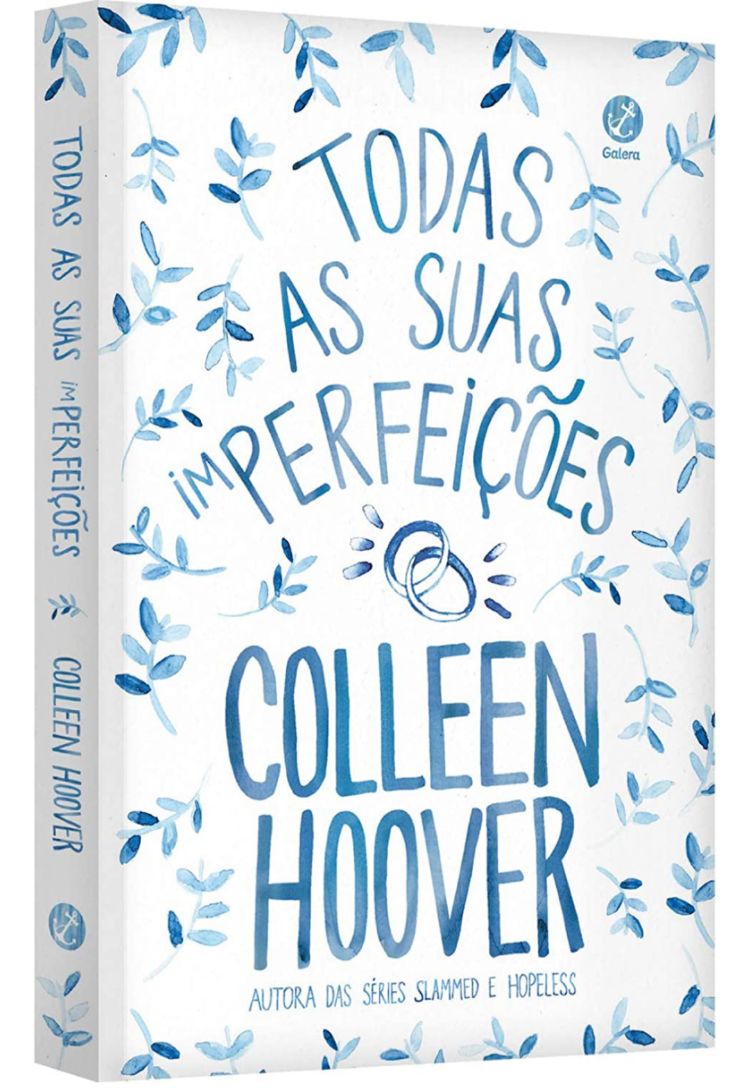 TODAS AS SUAS imPERFEIÇÕES COLLEEN HOOVER
Galera
TODAS
AS SUAS
imPERFEIÇÕES
COLLEEN
HOOVER
AUTORA DAS SÉRIES SLAMMED E HOPELESS